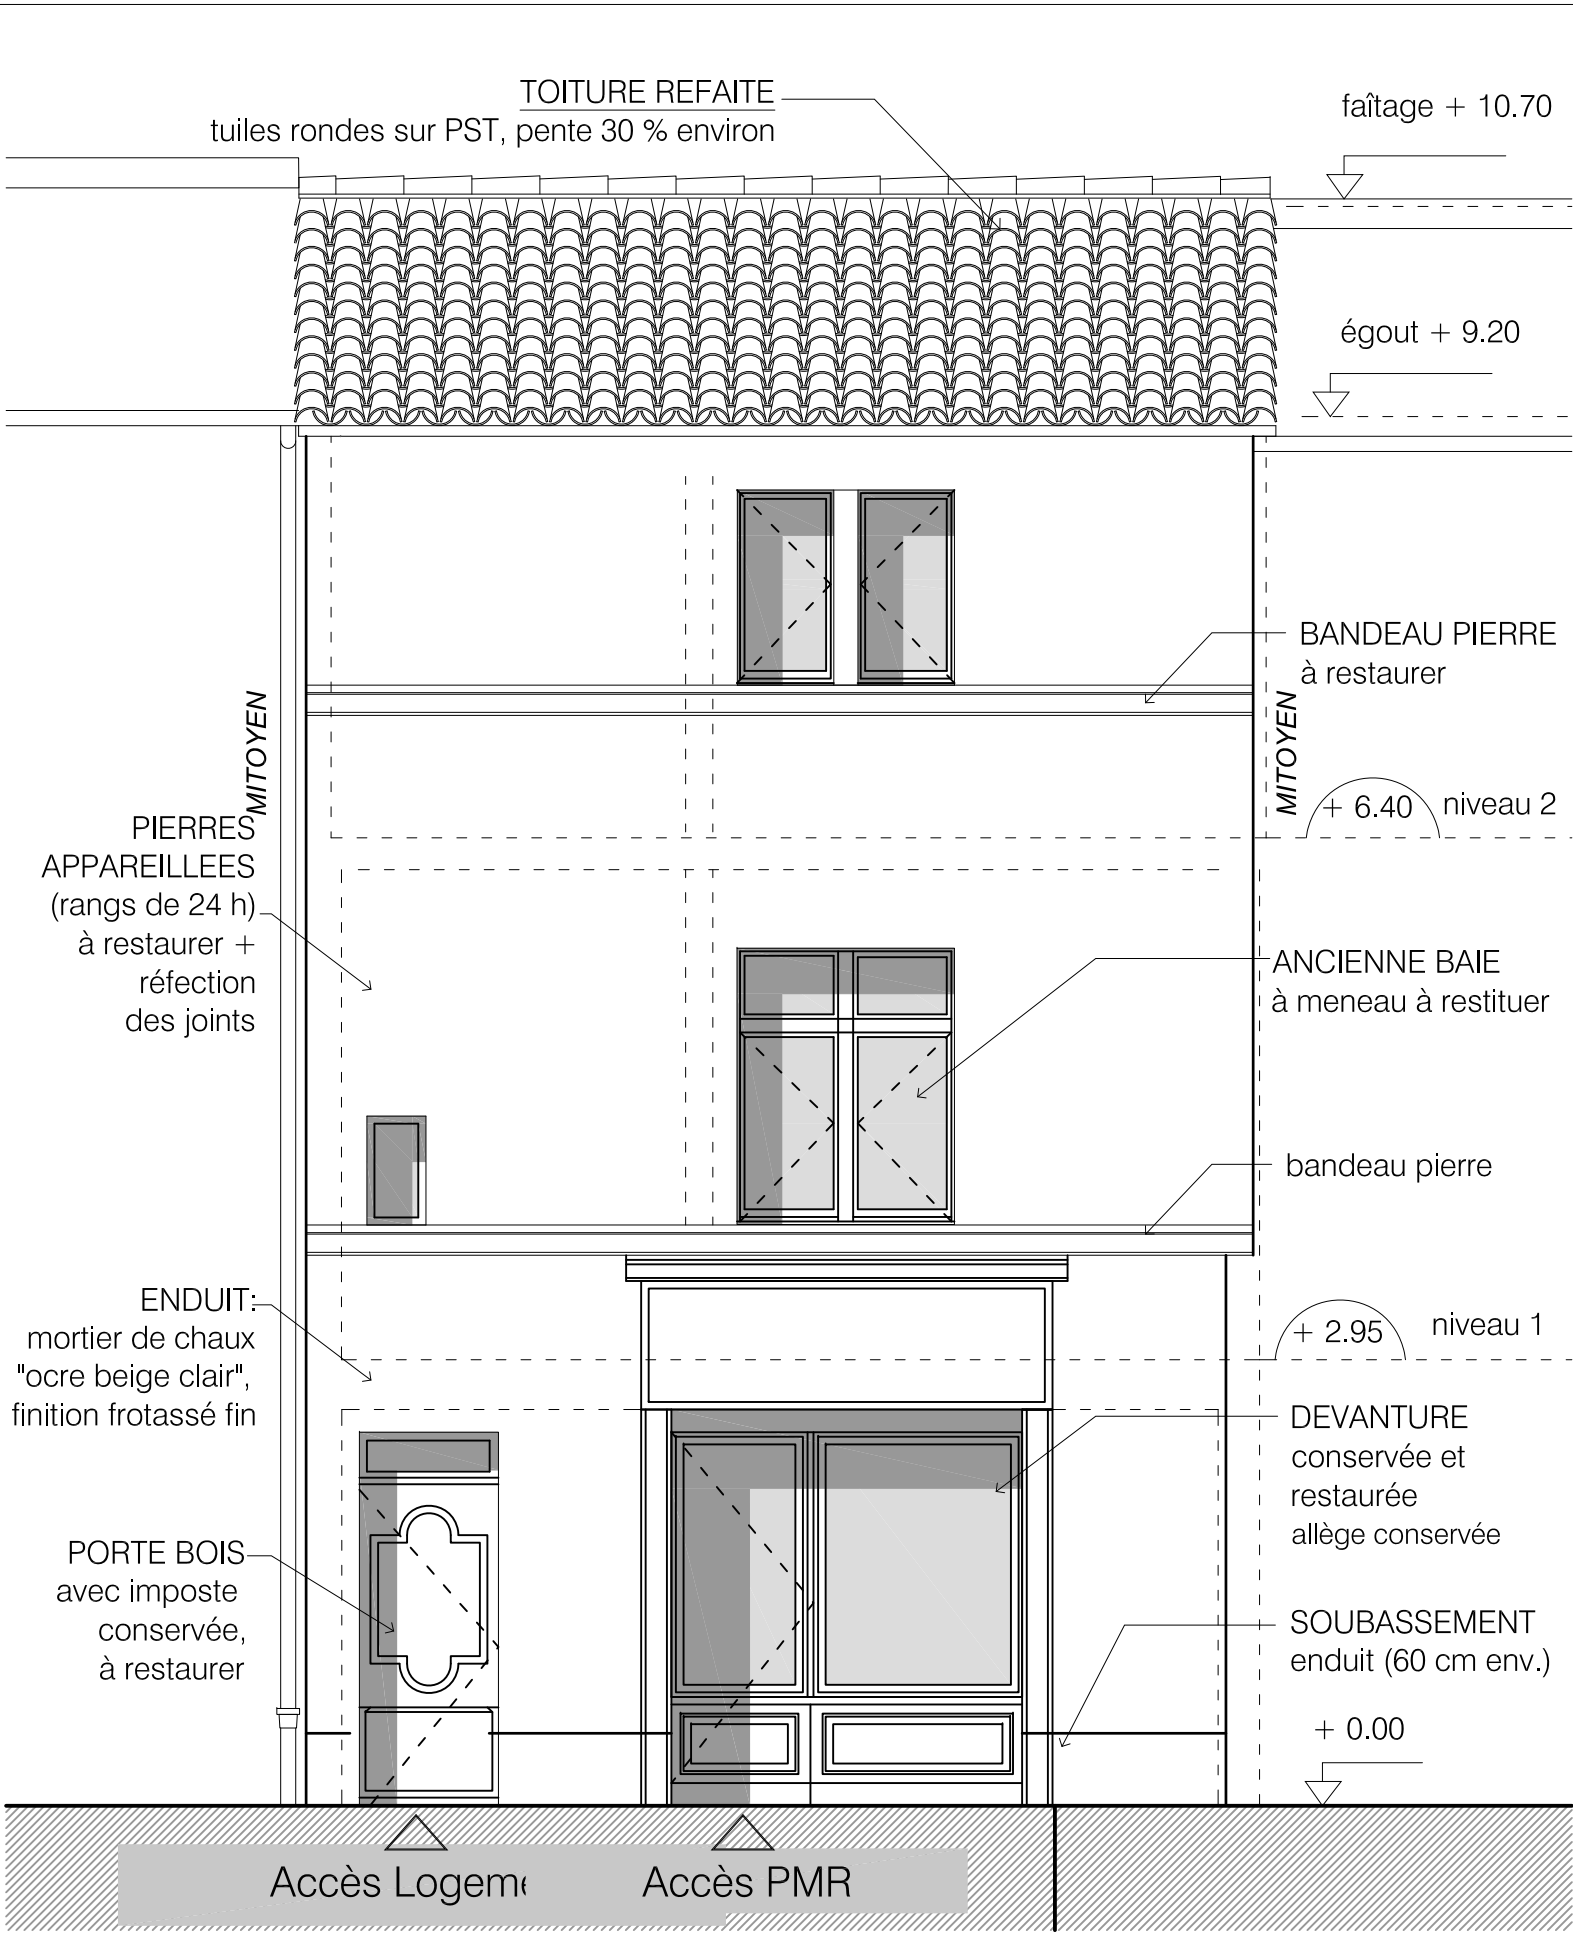 TOITURE REFAITE
tuiles rondes sur PST, pente 30 % environ
faîtage + 10.70
égout + 9.20
BANDEAU PIERRE
à restaurer
MITOYEN
MITOYEN
+ 6.40 niveau 2
PIERRES
APPAREILLEES
(rangs de 24 h)
à restaurer +
réfection
des joints
ANCIENNE BAIE
à meneau à restituer
bandeau pierre
ENDUIT:
mortier de chaux
"ocre beige clair",
finition frotassé fin
+ 2.95 niveau 1
DEVANTURE
conservée et
restaurée
allège conservée
PORTE BOIS
avec imposte
conservée,
à restaurer
SOUBASSEMENT
enduit (60 cm env.)
+ 0.00
Accès Logem
Accès PMR